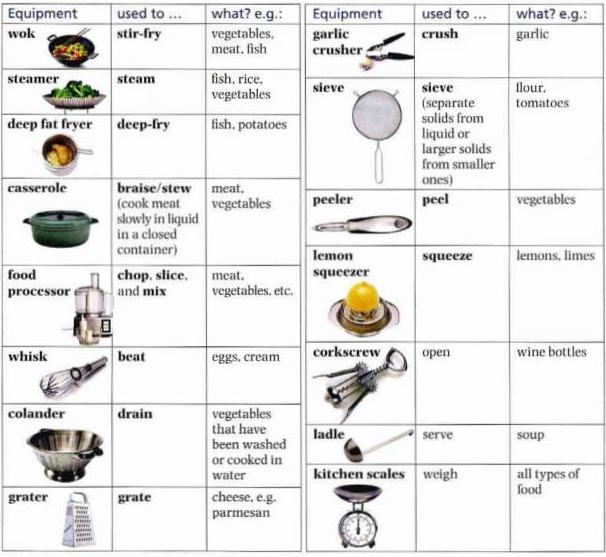 Equipment used to ... what? e.g.:
wok stir-fry vegetables,
meat, fish
steamer steam fish, rice,
vegetables
deep fat fryer deep-fry fish, potatoes
casserole braise/stew meat,
(cook meat vegetables
slowly in liquid
in a closed
container)
food chop, slice, meat,
processor and mix vegetables, etc.
whisk beat eggs, cream
colander drain vegetables
that have
been washed
or cooked in
water
grater grate cheese, e.g.
parmesan
Equipment used to ... what? e.g.:
garlic crush garlic
crusher
sieve sieve flour,
(separate tomatoes
solids from
liquid or
larger solids
from smaller
ones)
peeler peel vegetables
lemon squeeze lemons, limes
squeezer
corkscrew open wine bottles
ladle serve soup
kitchen scales weigh all types of
food